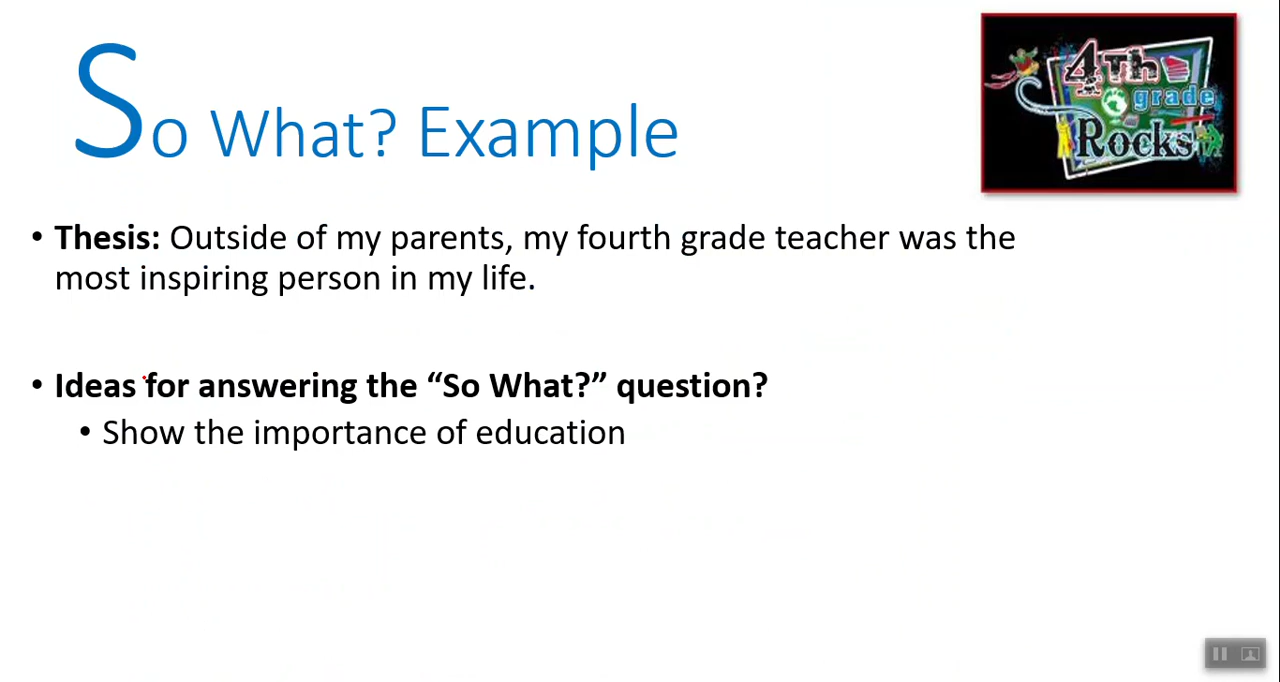 So What? Example
4Th
grade
Rocks
• Thesis: Outside of my parents, my fourth grade teacher was the
most inspiring person in my life.
• Ideas for answering the “So What?” question?
• Show the importance of education